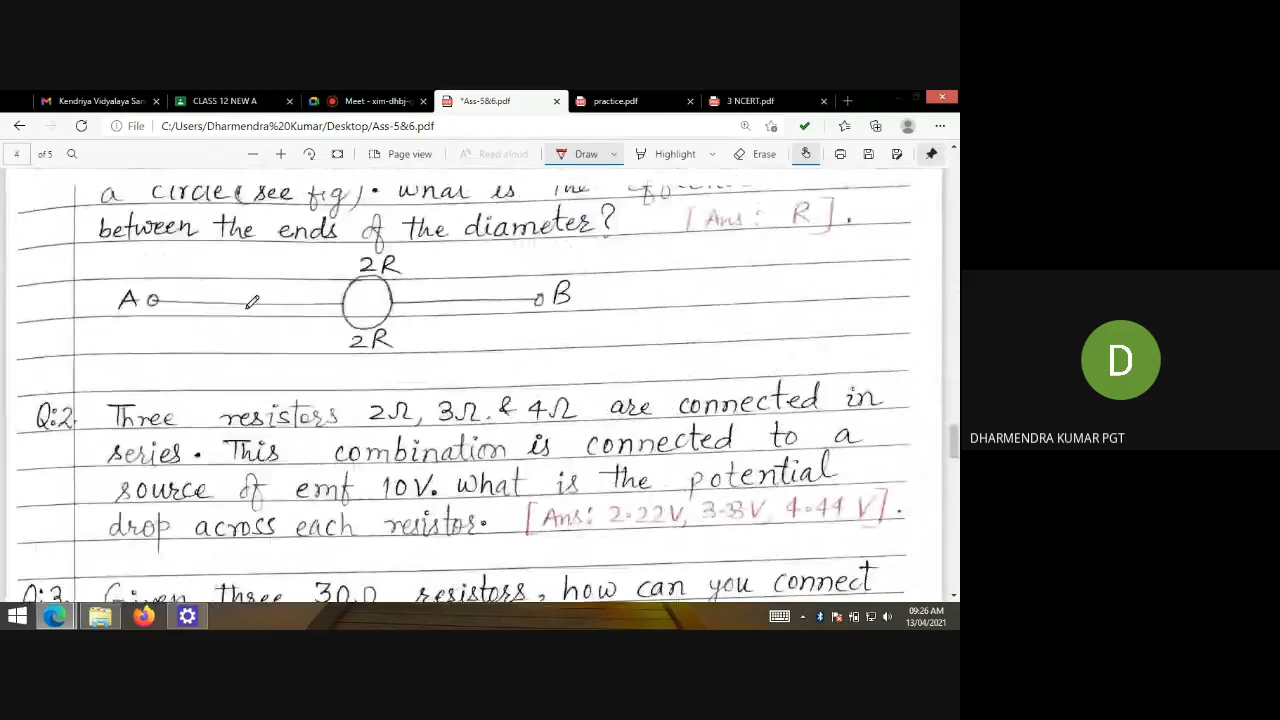 Kendriya Vidyalaya San
CLASS 12 NEW A
Meet - xim-dhbj-
*Ass-5&6.pdf
practice.pdf
3 NCERT.pdf
File
C:/Users/Dharmendra%20Kumar/Desktop/Ass-5&6.pdf
4 of 5
Page view
Read aloud
Draw
Highlight
Erase
a circle (see fig). What is the
between the ends of the diameter? [Ans: R].
2R
A
B
2R
Q:2. Three resistors 2Ω, 3Ω & 4Ω are connected in
series. This combination is connected to a
source of emf 10V. What is the potential
drop across each resistor. [Ans: 2.22V, 3.33V, 4.44 V].
Q:3. Given three 30Ω resistors, how can you connect
09:26 AM
13/04/2021
D
DHARMENDRA KUMAR PGT